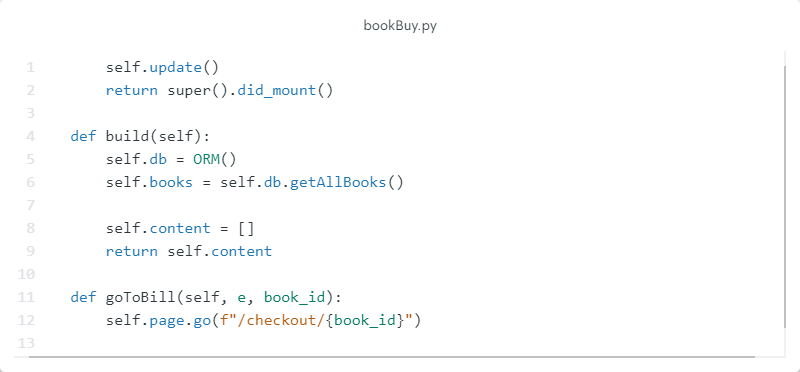 bookBuy.py
1        self.update()
2        return super().did_mount()
3
4    def build(self):
5        self.db = ORM()
6        self.books = self.db.getAllBooks()
7
8        self.content = []
9        return self.content
10
11    def goToBill(self, e, book_id):
12        self.page.go(f"/checkout/{book_id}")
13